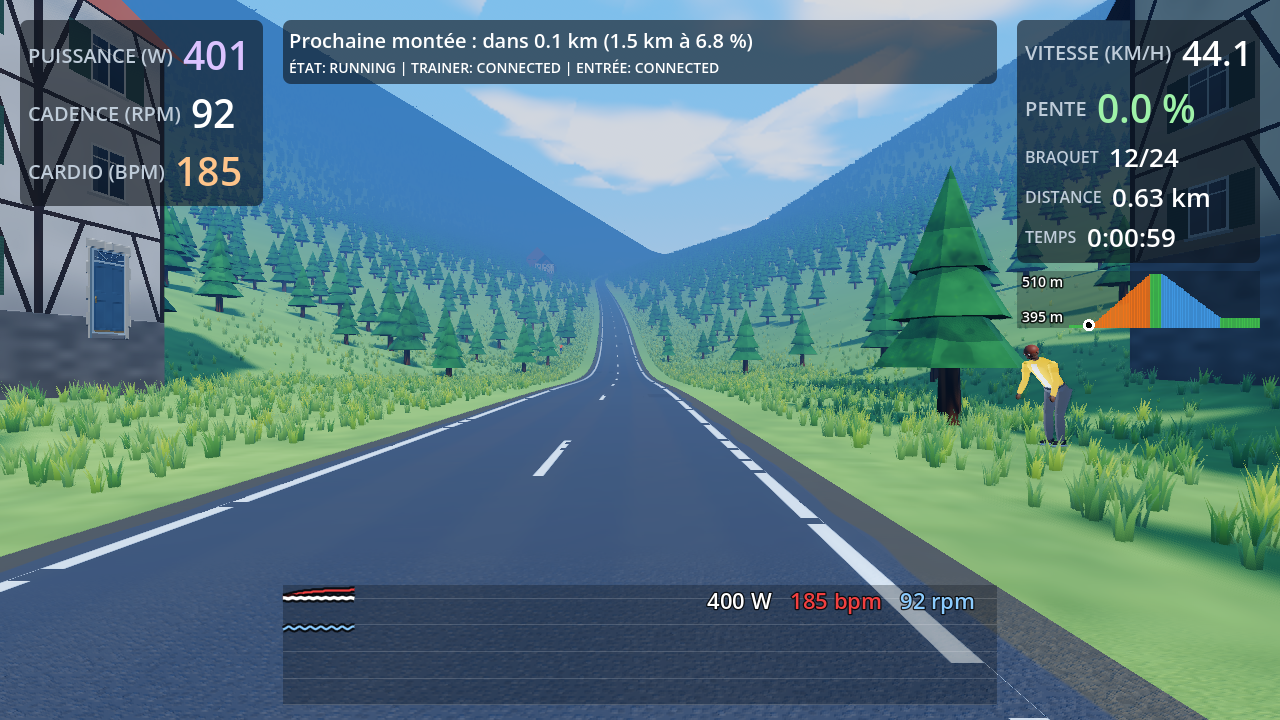 PUISSANCE (W) 401
CADENCE (RPM) 92
CARDIO (BPM) 185
Prochaine montée : dans 0.1 km (1.5 km à 6.8 %)
ÉTAT: RUNNING | TRAINER: CONNECTED | ENTRÉE: CONNECTED
VITESSE (KM/H) 44.1
PENTE 0.0 %
BRAQUET 12/24
DISTANCE 0.63 km
TEMPS 0:00:59
510 m
395 m
400 W 185 bpm 92 rpm